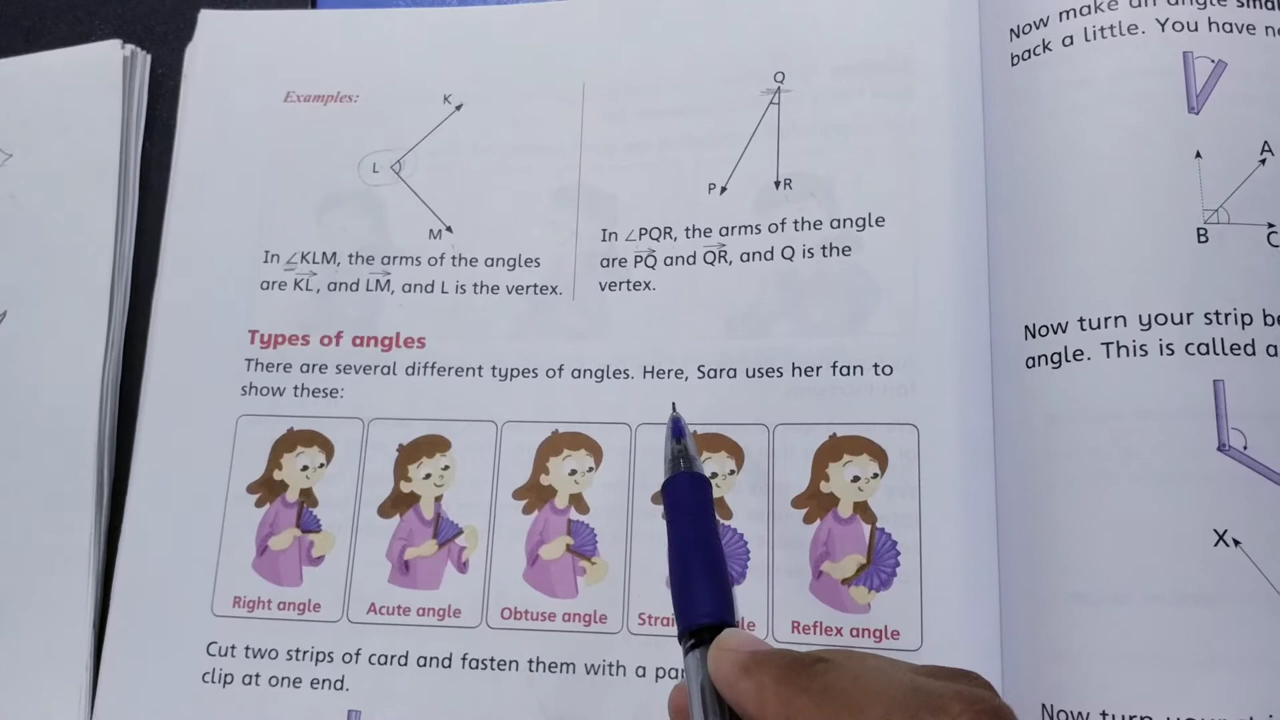 Examples:
K
L
M
In ∠KLM, the arms of the angles
are KL, and LM, and L is the vertex.
Q
P
R
In ∠PQR, the arms of the angle
are PQ and QR, and Q is the
vertex.
Types of angles
There are several different types of angles. Here, Sara uses her fan to
show these:
Right angle
Acute angle
Obtuse angle
Reflex angle
Cut two strips of card and fasten them with a
clip at one end.
Now make an angle
back a little. You have
A
B
C
Now turn your strip
angle. This is called a
X
Now turn your